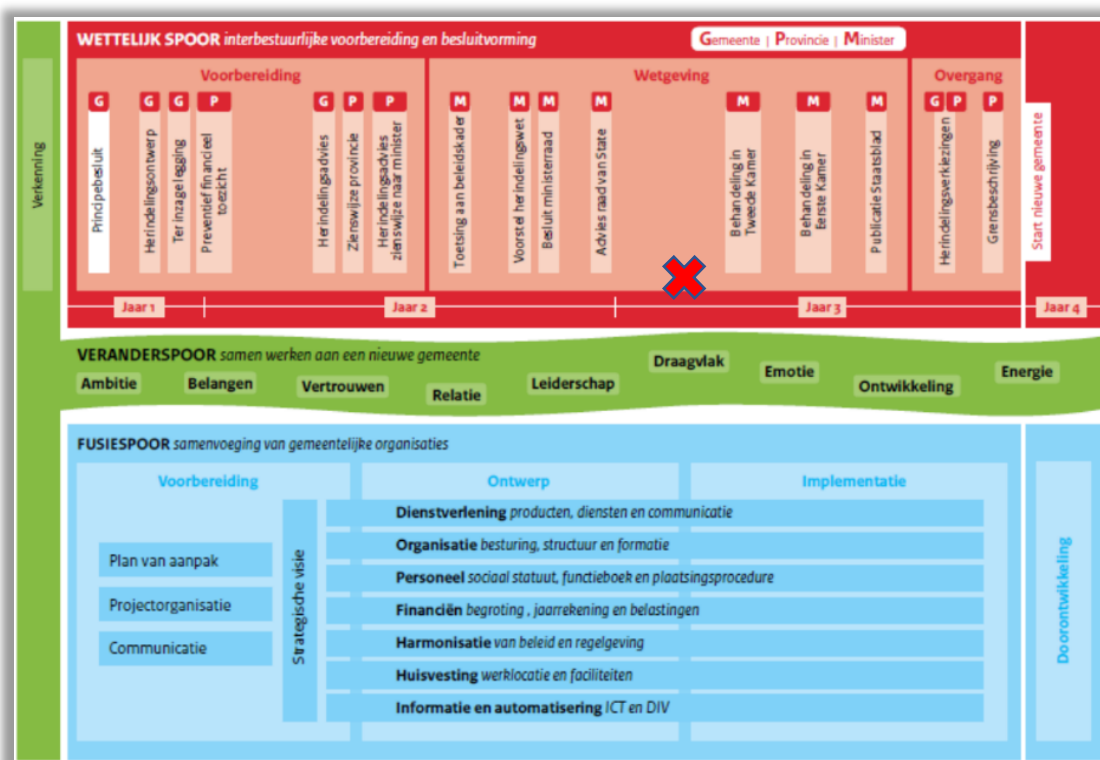 WETTELIJK SPOOR interbestuurlijke voorbereiding en besluitvorming
Gemeente | Provincie | Minister
Verkenning
Voorbereiding
Wetgeving
Overgang
G
G
G
P
G
P
P
M
M
M
M
M
M
M
G
P
P
Principebesluit
Herindelingsontwerp
Ter inzage legging
Preventief financieel
toezicht
Herindelingsadvies
Zienswijze provincie
Herindelingsadvies
zienswijze naar minister
Toetsing aan beleidskader
Voorstel herindelingswet
Besluit ministerraad
Advies raad van State
Behandeling in
Tweede Kamer
Behandeling in
Eerste Kamer
Publicatie Staatsblad
Herindelingsverkiezingen
Grensbeschrijving
Start nieuwe gemeente
Jaar 1
Jaar 2
Jaar 3
Jaar 4
VERANDERSPOOR samen werken aan een nieuwe gemeente
Ambitie
Belangen
Vertrouwen
Relatie
Leiderschap
Draagvlak
Emotie
Ontwikkeling
Energie
FUSIESPOOR samenvoeging van gemeentelijke organisaties
Voorbereiding
Ontwerp
Implementatie
Plan van aanpak
Projectorganisatie
Communicatie
Strategische visie
Dienstverlening producten, diensten en communicatie
Organisatie besturing, structuur en formatie
Personeel sociaal statuut, functieboek en plaatsingsprocedure
Financiën begroting , jaarrekening en belastingen
Harmonisatie van beleid en regelgeving
Huisvesting werklocatie en faciliteiten
Informatie en automatisering ICT en DIV
Doorontwikkeling